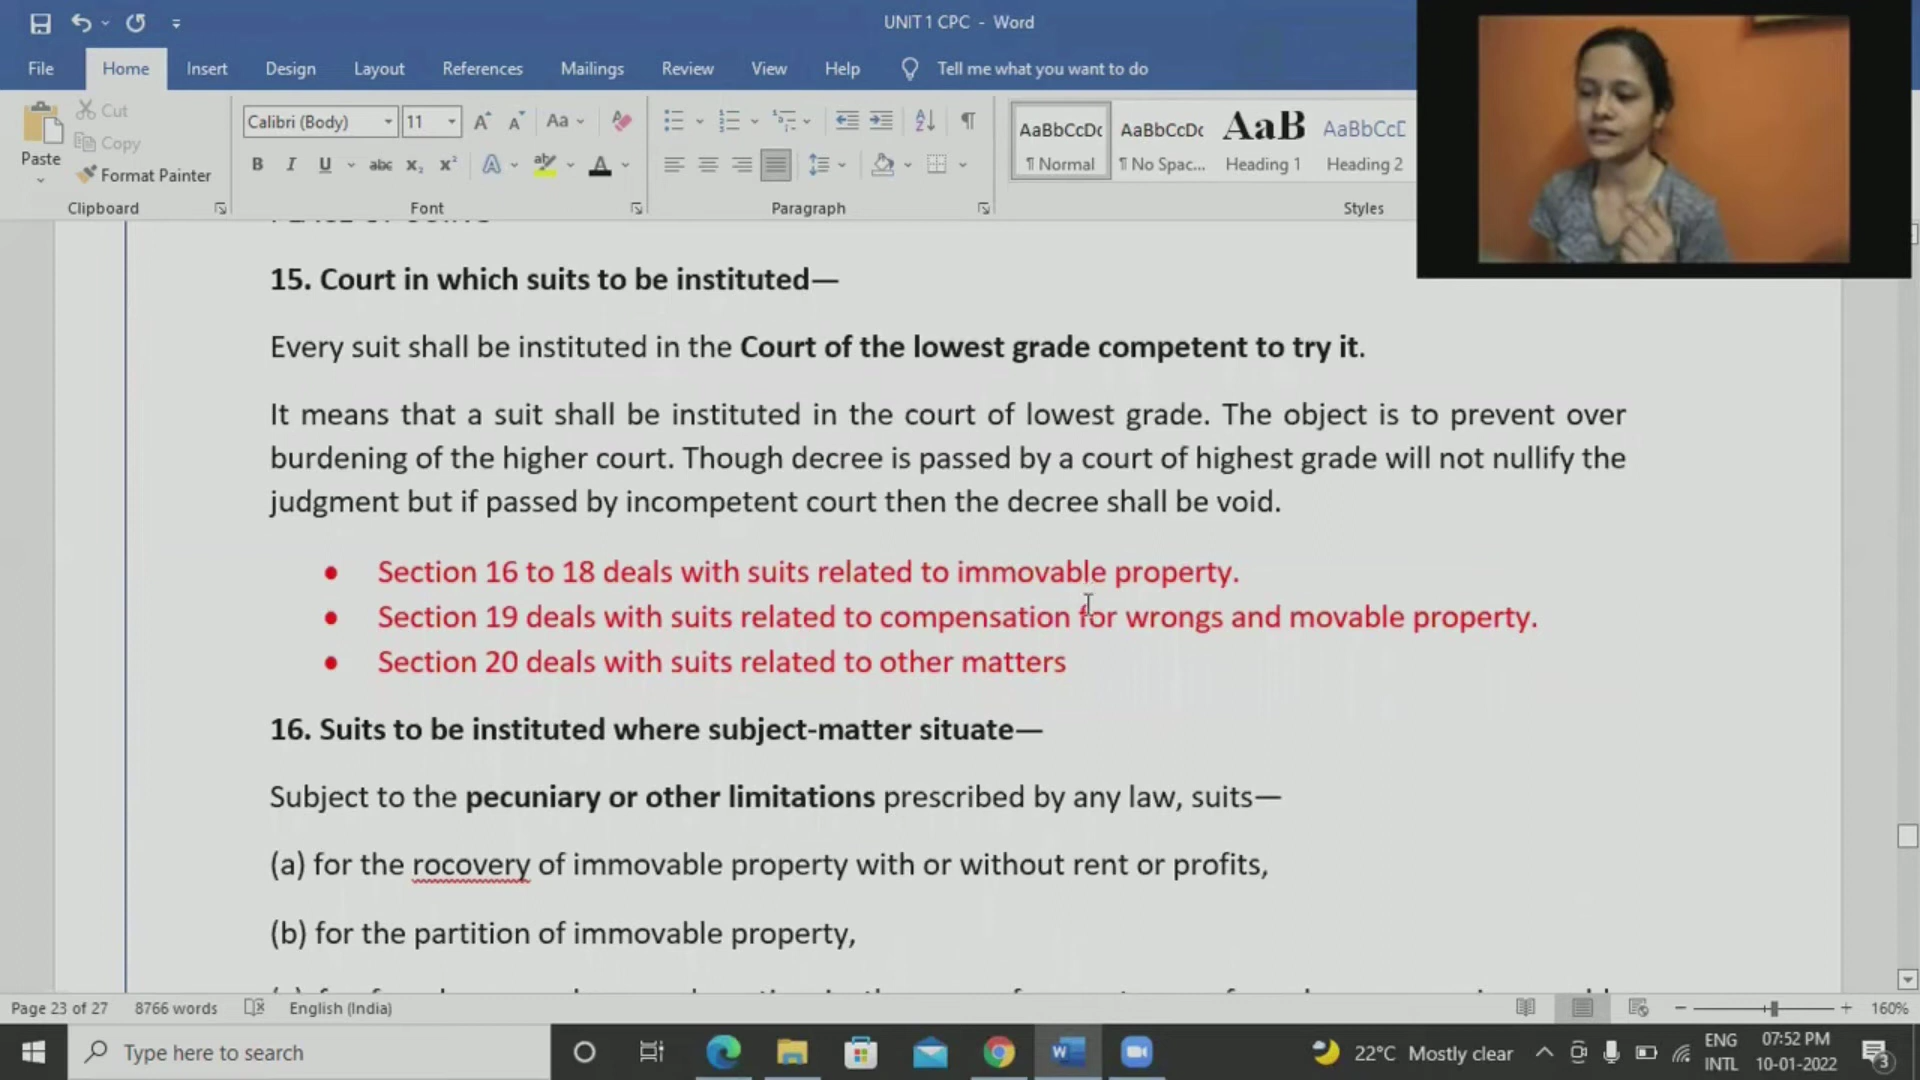 UNIT 1 CPC - Word
File Home Insert Design Layout References Mailings Review View Help Tell me what you want to do
Paste
Cut
Copy
Format Painter
Clipboard
Calibri (Body) 11
Font
Paragraph
AaBbCcDc AaBbCcDc AaB AaBbCcE
¶ Normal ¶ No Spac... Heading 1 Heading 2
Styles
15. Court in which suits to be instituted—
Every suit shall be instituted in the Court of the lowest grade competent to try it.
It means that a suit shall be instituted in the court of lowest grade. The object is to prevent over
burdening of the higher court. Though decree is passed by a court of highest grade will not nullify the
judgment but if passed by incompetent court then the decree shall be void.
• Section 16 to 18 deals with suits related to immovable property.
• Section 19 deals with suits related to compensation for wrongs and movable property.
• Section 20 deals with suits related to other matters
16. Suits to be instituted where subject-matter situate—
Subject to the pecuniary or other limitations prescribed by any law, suits—
(a) for the rocovery of immovable property with or without rent or profits,
(b) for the partition of immovable property,
Page 23 of 27 8766 words English (India) 160%
Type here to search
22°C Mostly clear
ENG INTL
07:52 PM
10-01-2022
3